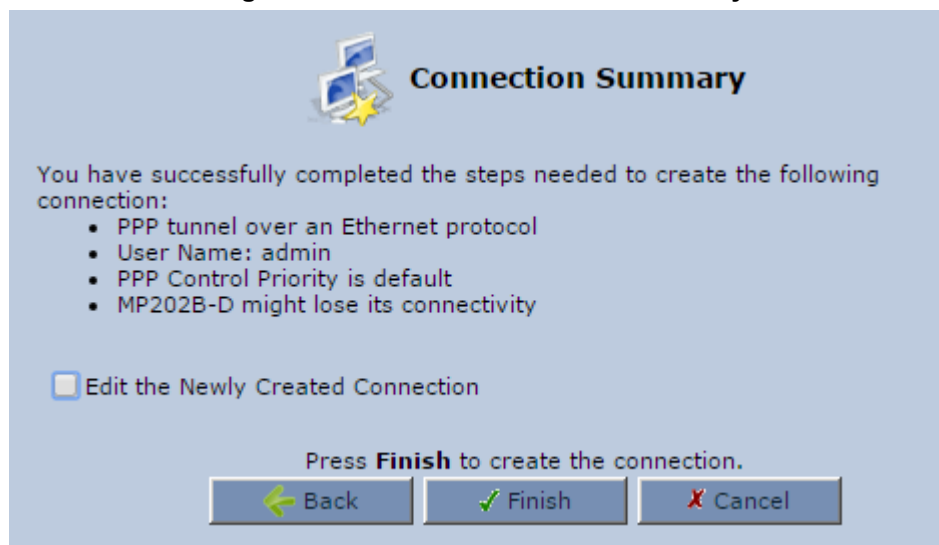 Connection Summary
You have successfully completed the steps needed to create the following
connection:
• PPP tunnel over an Ethernet protocol
• User Name: admin
• PPP Control Priority is default
• MP202B-D might lose its connectivity
Edit the Newly Created Connection
Press Finish to create the connection.
Back Finish Cancel